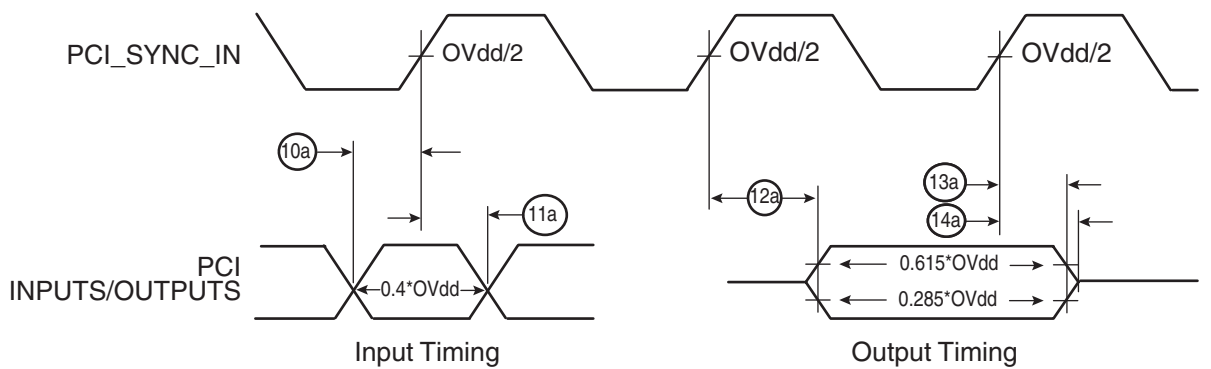 PCI_SYNC_IN
OVdd/2
OVdd/2
OVdd/2
10a
11a
12a
13a
14a
PCI
INPUTS/OUTPUTS
0.4*OVdd
0.615*OVdd
0.285*OVdd
Input Timing
Output Timing